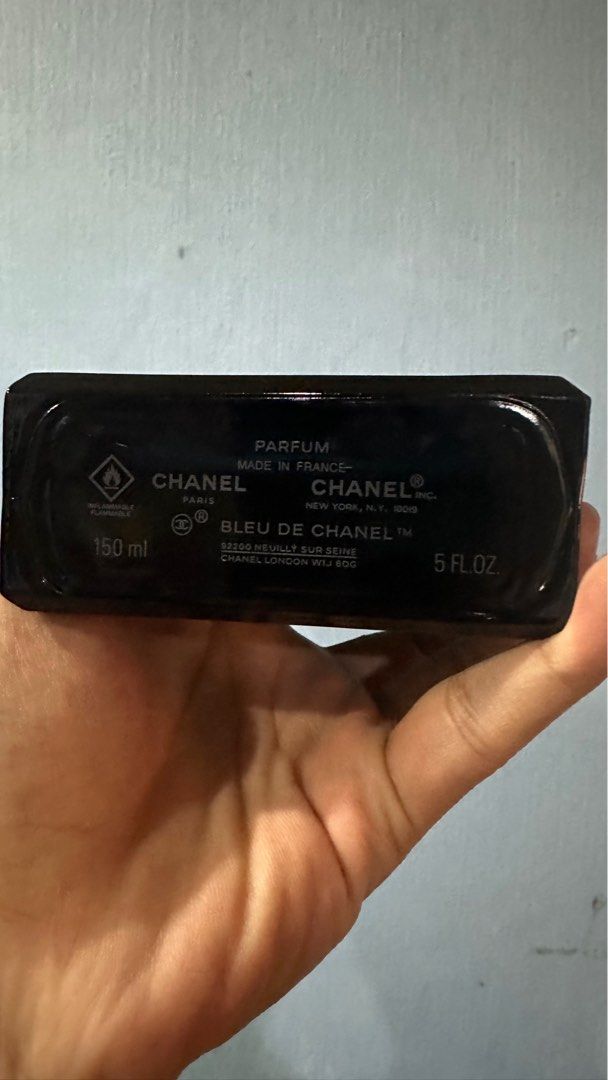 PARFUM
MADE IN FRANCE
CHANEL
PARIS
CHANEL® INC.
NEW YORK, N.Y. 10019
INFLAMMABLE
FLAMMABLE
® BLEU DE CHANEL™
150 ml
92200 NEUILLY SUR SEINE
CHANEL LONDON W1J 6DG
5 FL.OZ.